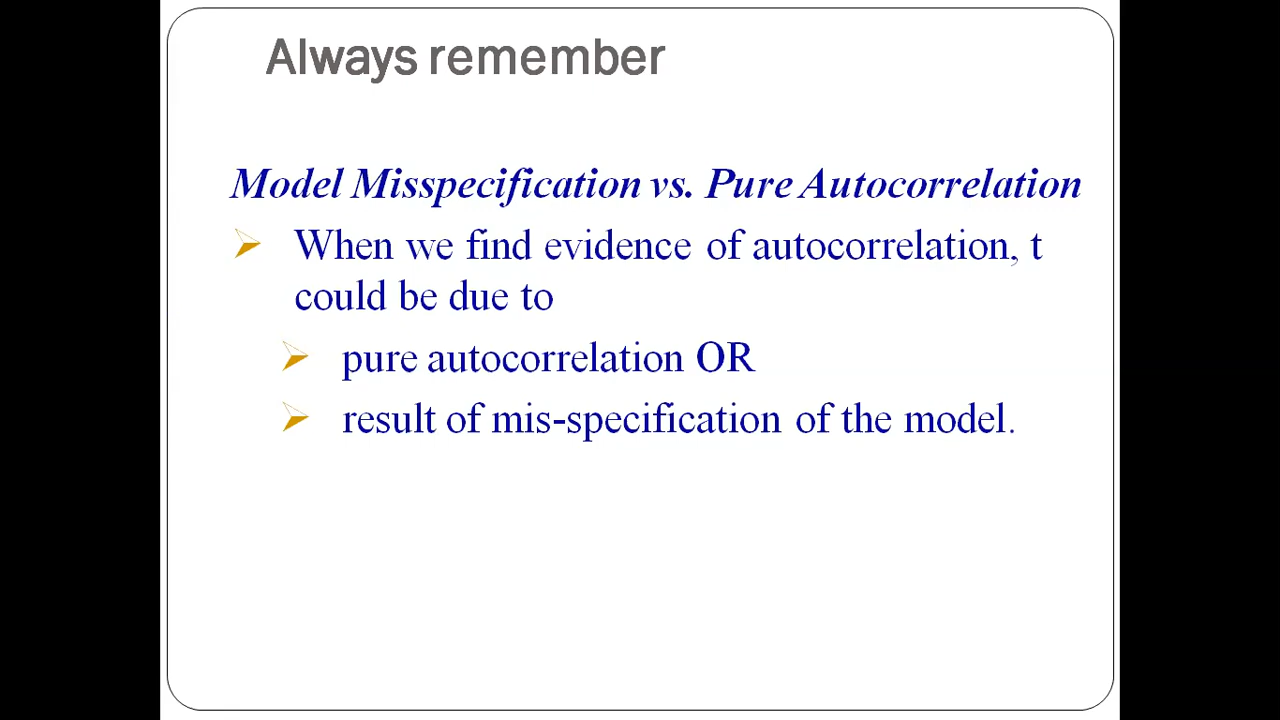 Always remember
Model Misspecification vs. Pure Autocorrelation
When we find evidence of autocorrelation, t
could be due to
pure autocorrelation OR
result of mis-specification of the model.